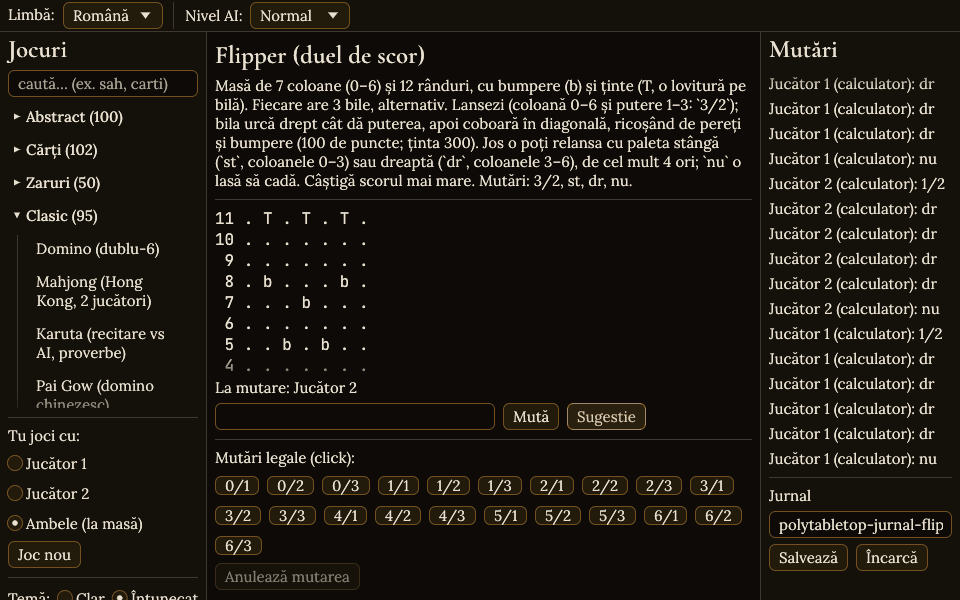 Limbă: Română ▼ Nivel AI: Normal ▼
Jocuri
caută... (ex. sah, carti)
▸ Abstract (100)
▸ Cărți (102)
▸ Zaruri (50)
▾ Clasic (95)
Domino (dublu-6)
Mahjong (Hong
Kong, 2 jucători)
Karuta (recitare vs
AI, proverbe)
Pai Gow (domino
chinezesc)
Tu joci cu:
Jucător 1
Jucător 2
Ambele (la masă)
Joc nou
Temă: Clar Întunecat
Flipper (duel de scor)
Masă de 7 coloane (0–6) și 12 rânduri, cu bumpere (b) și ținte (T, o lovitură pe
bilă). Fiecare are 3 bile, alternativ. Lansezi (coloană 0–6 și putere 1–3: `3/2`);
bila urcă drept cât dă puterea, apoi coboară în diagonală, ricoșând de pereți
și bumpere (100 de puncte; ținta 300). Jos o poți relansa cu paleta stângă
(`st`, coloanele 0–3) sau dreaptă (`dr`, coloanele 3–6), de cel mult 4 ori; `nu` o
lasă să cadă. Câștigă scorul mai mare. Mutări: 3/2, st, dr, nu.
11 . T . T . T .
10 . . . . . . .
9 . . . . . . .
8 . b . . . b .
7 . . . b . . .
6 . . . . . . .
5 . . b . b . .
4 . . . . . . .
La mutare: Jucător 2
Mută Sugestie
Mutări legale (click):
0/1 0/2 0/3 1/1 1/2 1/3 2/1 2/2 2/3 3/1
3/2 3/3 4/1 4/2 4/3 5/1 5/2 5/3 6/1 6/2
6/3
Anulează mutarea
Mutări
Jucător 1 (calculator): dr
Jucător 1 (calculator): dr
Jucător 1 (calculator): dr
Jucător 1 (calculator): nu
Jucător 2 (calculator): 1/2
Jucător 2 (calculator): dr
Jucător 2 (calculator): dr
Jucător 2 (calculator): dr
Jucător 2 (calculator): dr
Jucător 2 (calculator): nu
Jucător 1 (calculator): 1/2
Jucător 1 (calculator): dr
Jucător 1 (calculator): dr
Jucător 1 (calculator): dr
Jucător 1 (calculator): dr
Jucător 1 (calculator): nu
Jurnal
polytabletop-jurnal-flip
Salvează Încarcă